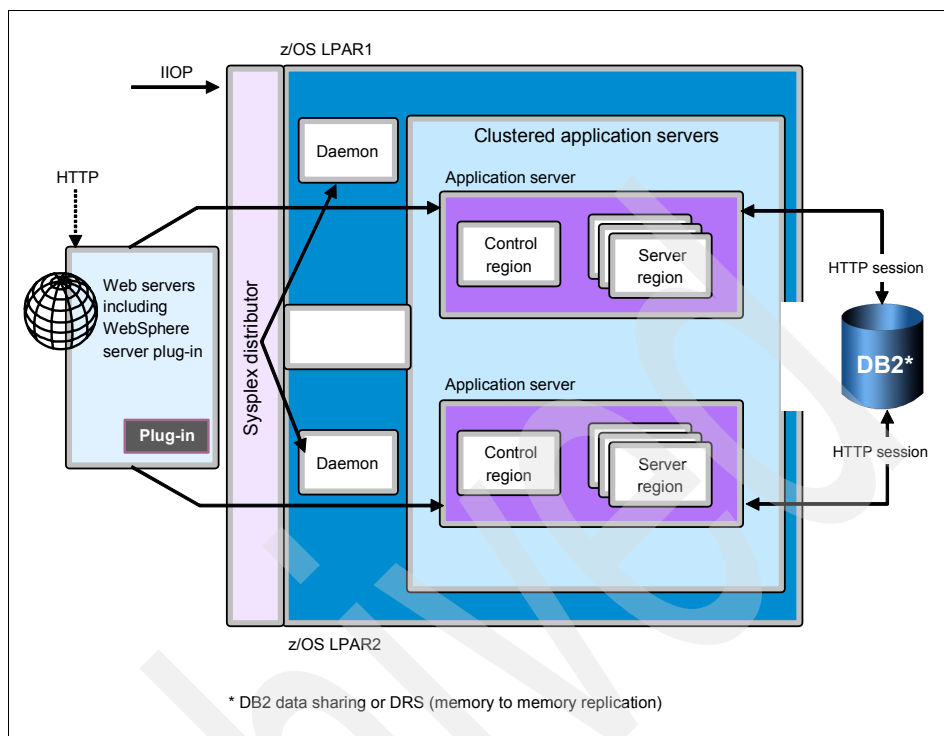 z/OS LPAR1
IIOP
Clustered application servers
Daemon
Application server
HTTP
Control
region
Server
region
HTTP session
Web servers
including
WebSphere
server plug-in
Sysplex distributor
DB2*
Application server
Plug-in
Daemon
Control
region
Server
region
HTTP session
z/OS LPAR2
* DB2 data sharing or DRS (memory to memory replication)